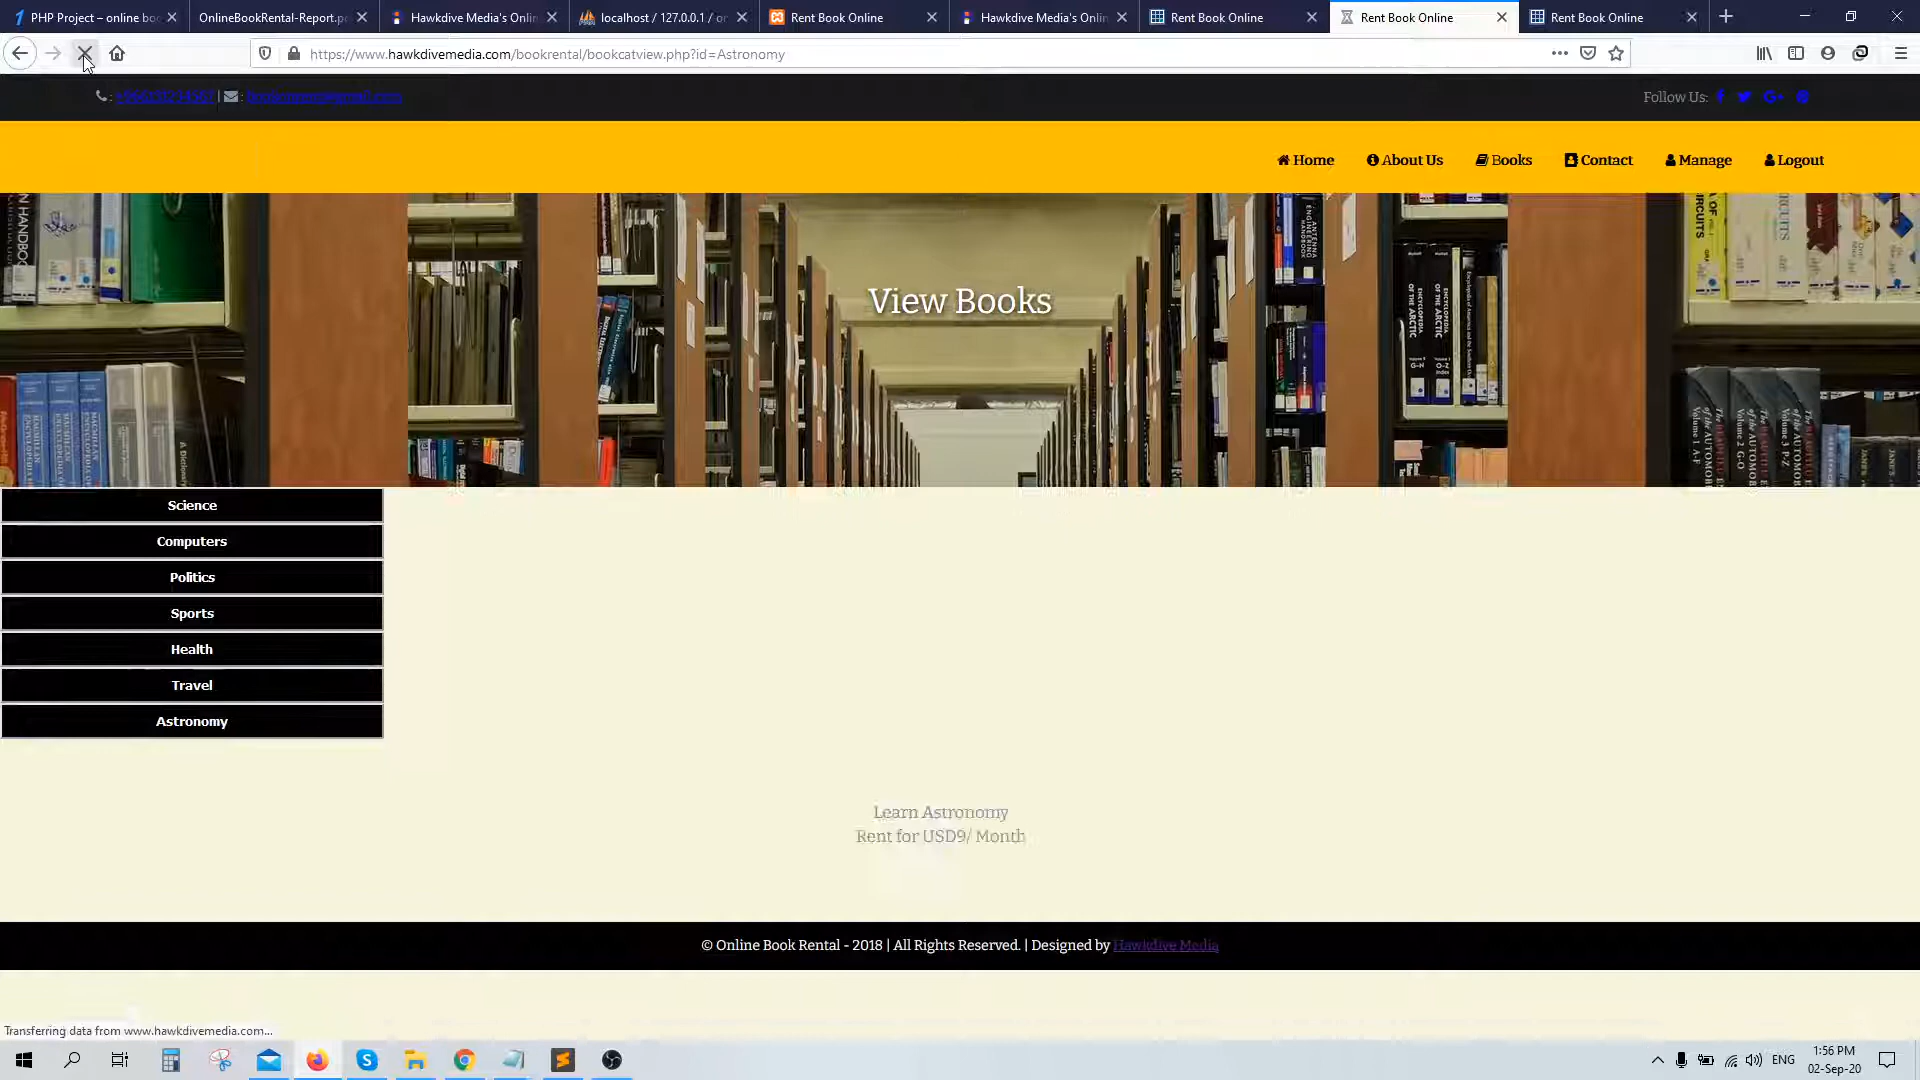 PHP Project – online boo
OnlineBookRental-Report.p
Hawkdive Media's Onlin
localhost / 127.0.0.1 / or
Rent Book Online
Hawkdive Media's Onlin
Rent Book Online
Rent Book Online
Rent Book Online
https://www.hawkdivemedia.com/bookrental/bookcatview.php?id=Astronomy
Follow Us:
Home
About Us
Books
Contact
Manage
Logout
View Books
Science
Computers
Politics
Sports
Health
Travel
Astronomy
Learn Astronomy
Rent for USD9/ Month
© Online Book Rental - 2018 | All Rights Reserved. | Designed by Hawkdive Media
Transferring data from www.hawkdivemedia.com...
ENG
1:56 PM
02-Sep-20